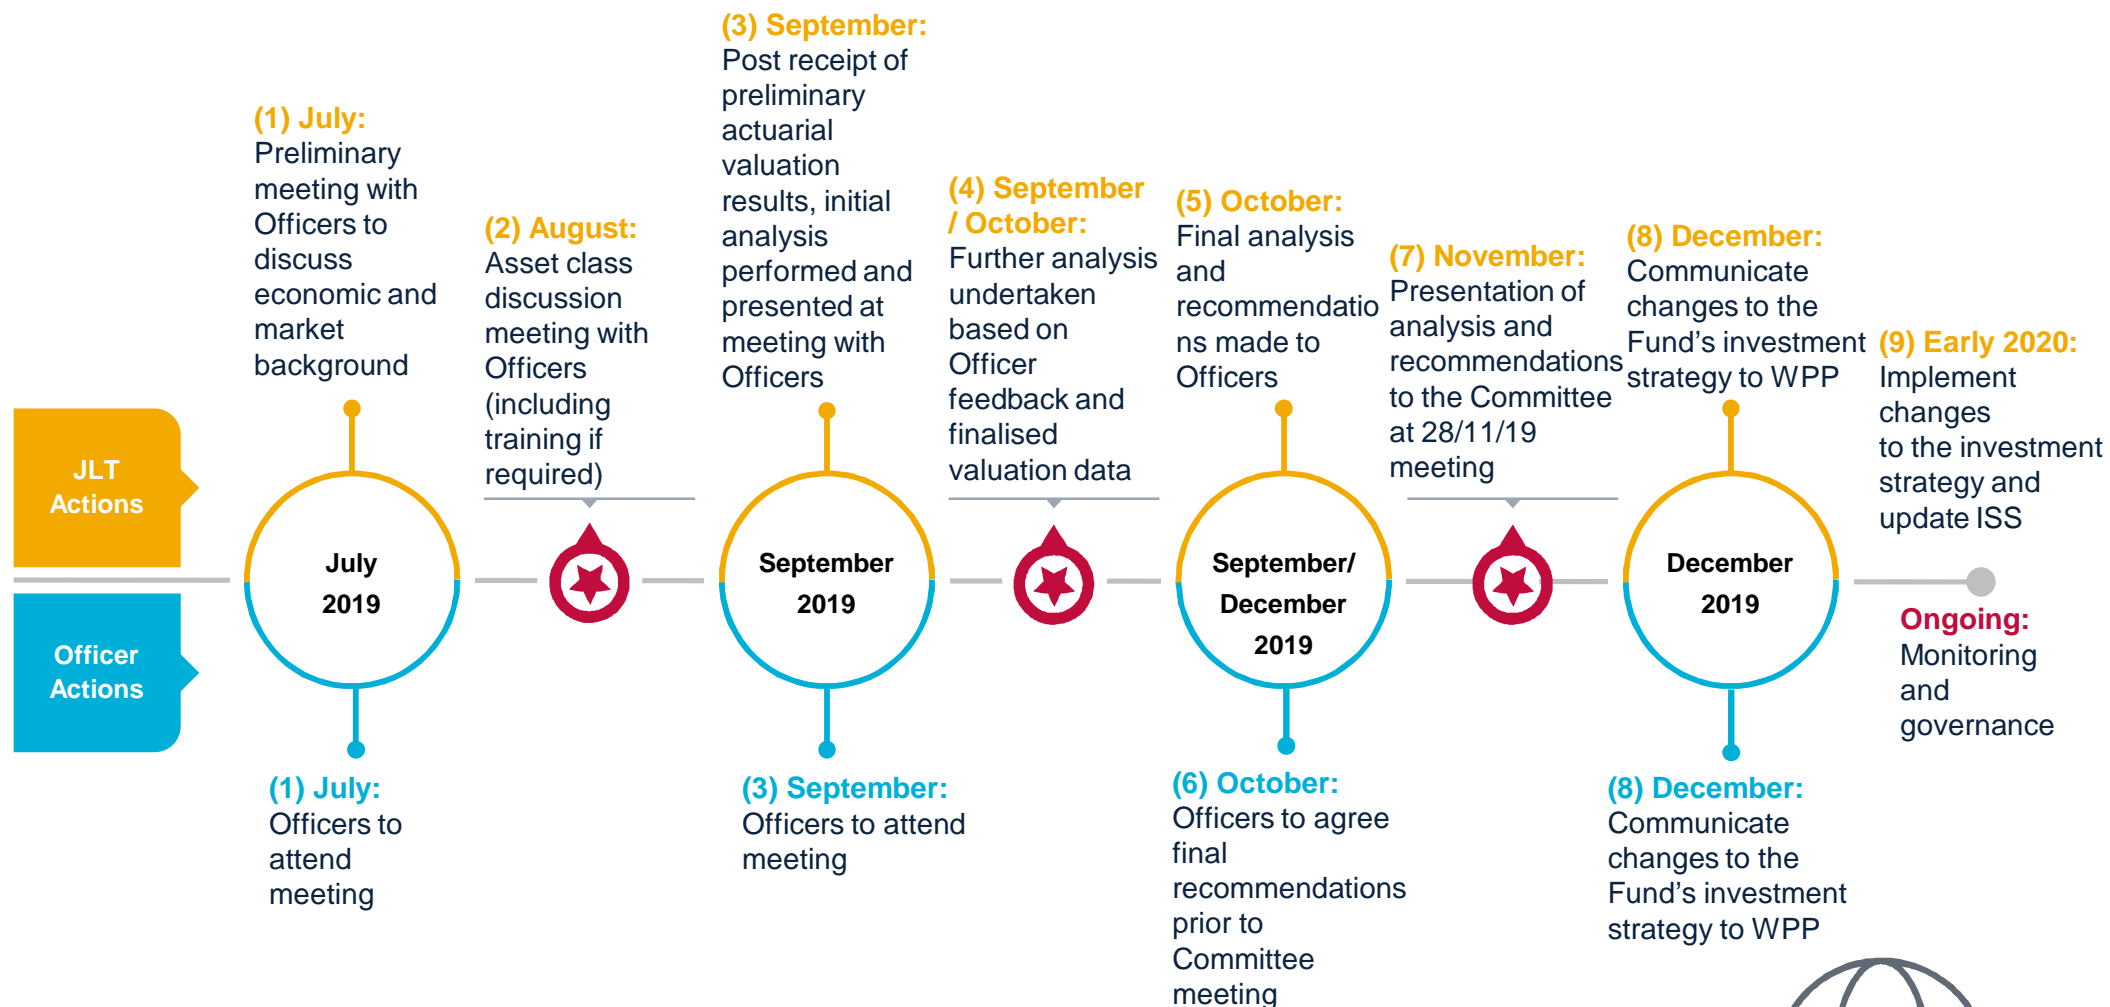 (1) July:
Preliminary
meeting with
Officers to
discuss
economic and
market
background
(2) August:
Asset class
discussion
meeting with
Officers
(including
training if
required)
(3) September:
Post receipt of
preliminary
actuarial
valuation
results, initial
analysis
performed and
presented at
meeting with
Officers
(4) September
/ October:
Further analysis
undertaken
based on
Officer
feedback and
finalised
valuation data
(5) October:
Final analysis
and
recommendatio
ns made to
Officers
(7) November:
Presentation of
analysis and
recommendations
to the Committee
at 28/11/19
meeting
(8) December:
Communicate
changes to the
Fund’s investment
strategy to WPP
(9) Early 2020:
Implement
changes
to the investment
strategy and
update ISS
JLT
Actions
Officer
Actions
July
2019
September
2019
September/
December
2019
December
2019
Ongoing:
Monitoring
and
governance
(1) July:
Officers to
attend
meeting
(3) September:
Officers to attend
meeting
(6) October:
Officers to agree
final
recommendations
prior to
Committee
meeting
(8) December:
Communicate
changes to the
Fund’s investment
strategy to WPP